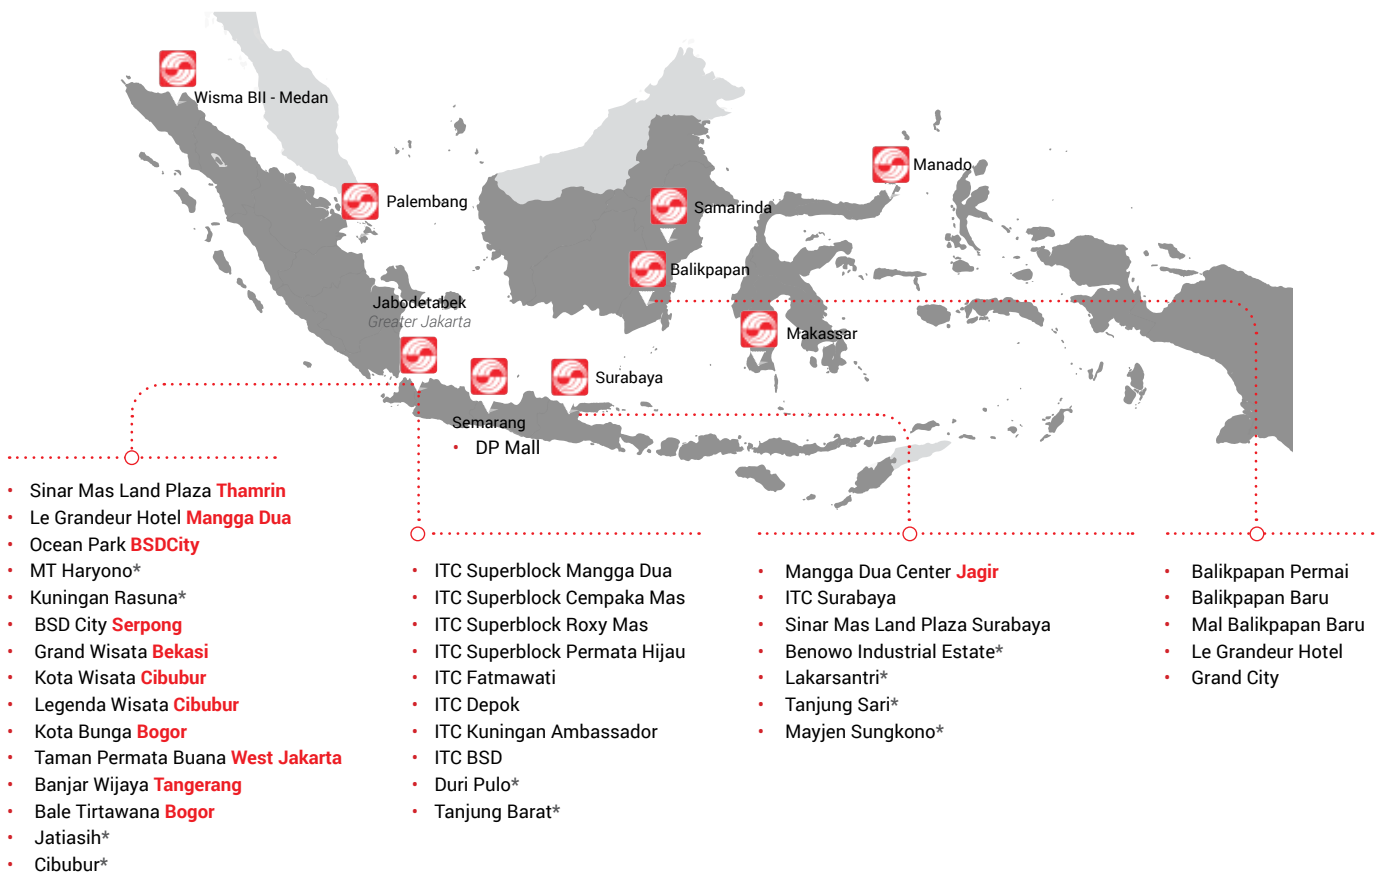 Wisma BII - Medan
Palembang
Manado
Samarinda
Balikpapan
Jabodetabek
Greater Jakarta
Makassar
Surabaya
Semarang
• DP Mall
• Sinar Mas Land Plaza Thamrin
• Le Grandeur Hotel Mangga Dua
• Ocean Park BSDCity
• MT Haryono*
• Kuningan Rasuna*
• BSD City Serpong
• Grand Wisata Bekasi
• Kota Wisata Cibubur
• Legenda Wisata Cibubur
• Kota Bunga Bogor
• Taman Permata Buana West Jakarta
• Banjar Wijaya Tangerang
• Bale Tirtawana Bogor
• Jatiasih*
• Cibubur*
• ITC Superblock Mangga Dua
• ITC Superblock Cempaka Mas
• ITC Superblock Roxy Mas
• ITC Superblock Permata Hijau
• ITC Fatmawati
• ITC Depok
• ITC Kuningan Ambassador
• ITC BSD
• Duri Pulo*
• Tanjung Barat*
• Mangga Dua Center Jagir
• ITC Surabaya
• Sinar Mas Land Plaza Surabaya
• Benowo Industrial Estate*
• Lakarsantri*
• Tanjung Sari*
• Mayjen Sungkono*
• Balikpapan Permai
• Balikpapan Baru
• Mal Balikpapan Baru
• Le Grandeur Hotel
• Grand City